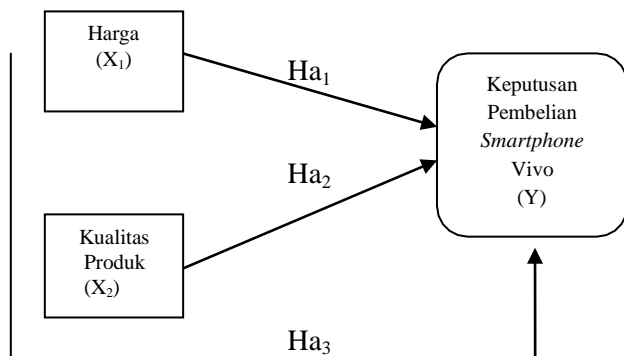 Harga
(X₁)
Ha₁
Keputusan
Pembelian
Smartphone
Vivo
(Y)
Ha₂
Kualitas
Produk
(X₂)
Ha₃